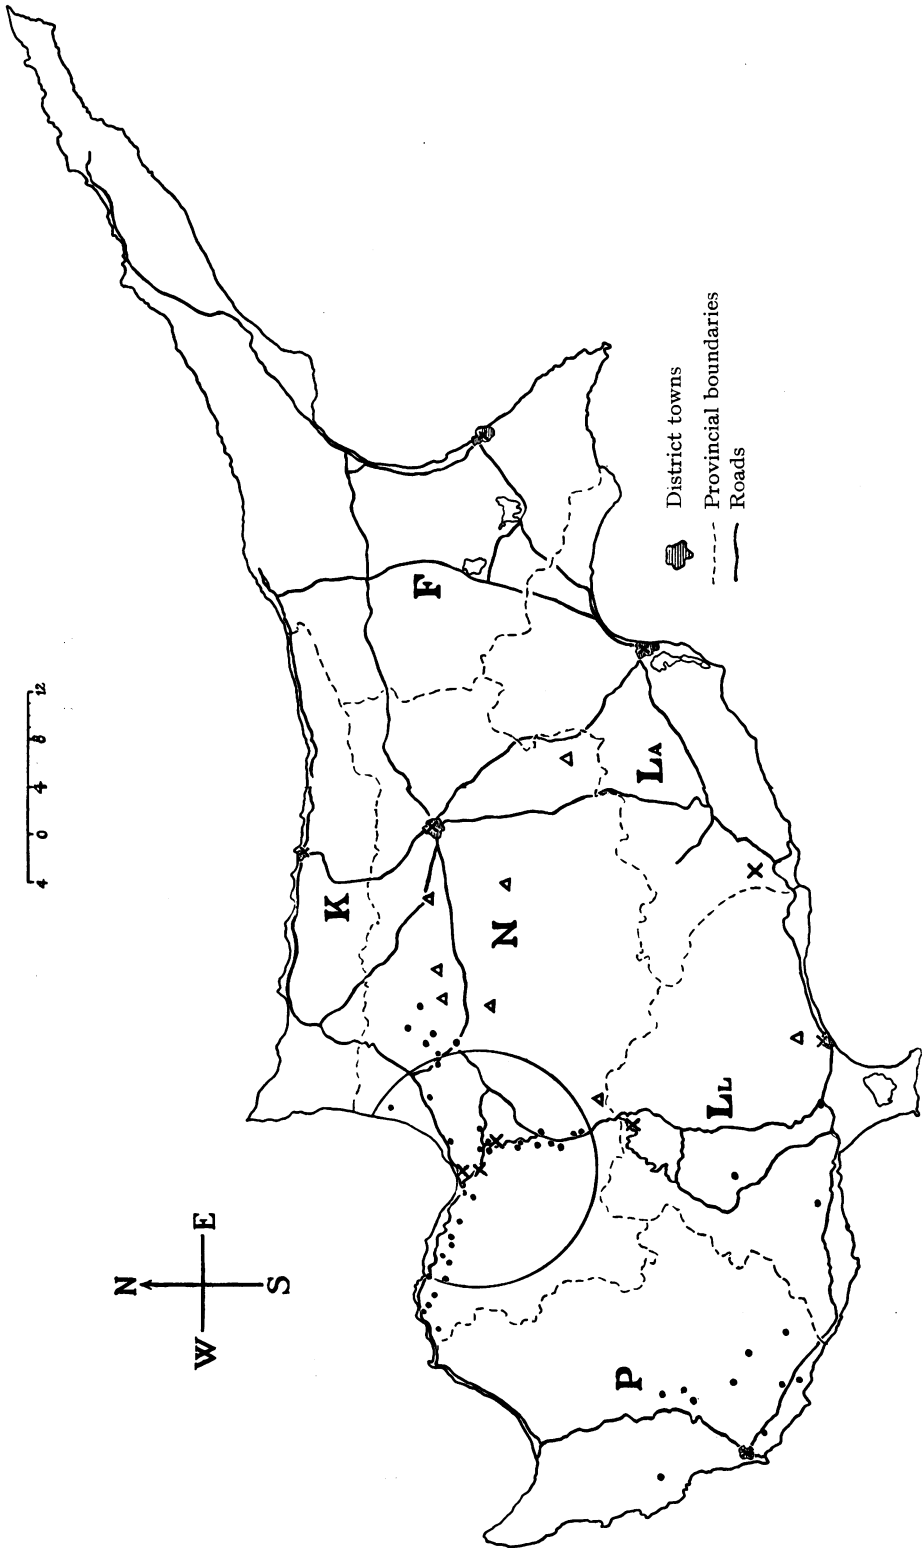 4 0 4 8 12
N
W E
S
K
F
N
LA
LL
P
District towns
Provincial boundaries
Roads